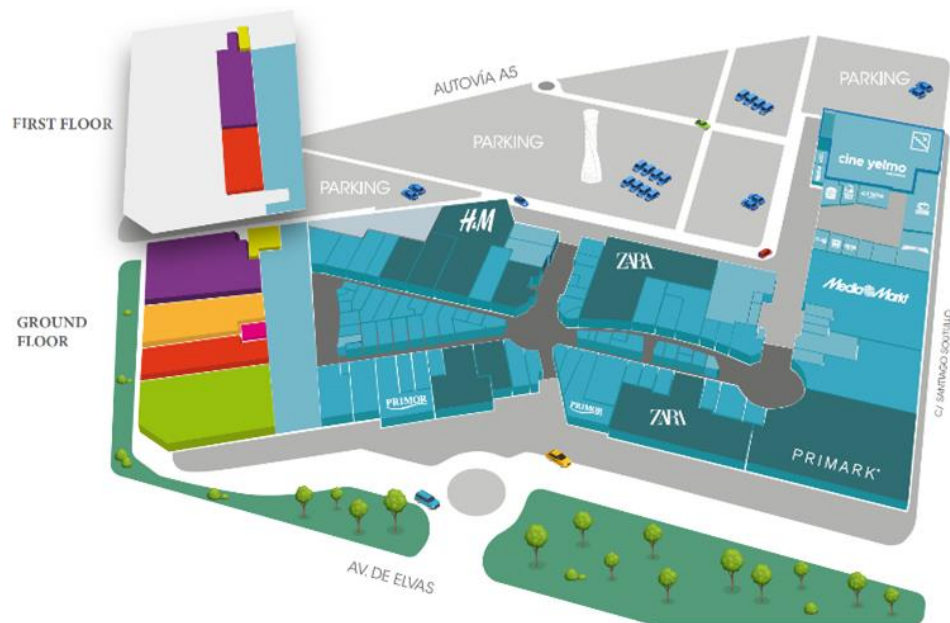 AUTOVÍA A5
PARKING
FIRST FLOOR
PARKING
cine yelmo
PARKING
H&M
ZARA
MediaMarkt
GROUND
FLOOR
C/ SANTIAGO SOUTULLO
PRIMOR
PRIMOR
ZARA
PRIMARK
AV. DE ELVAS